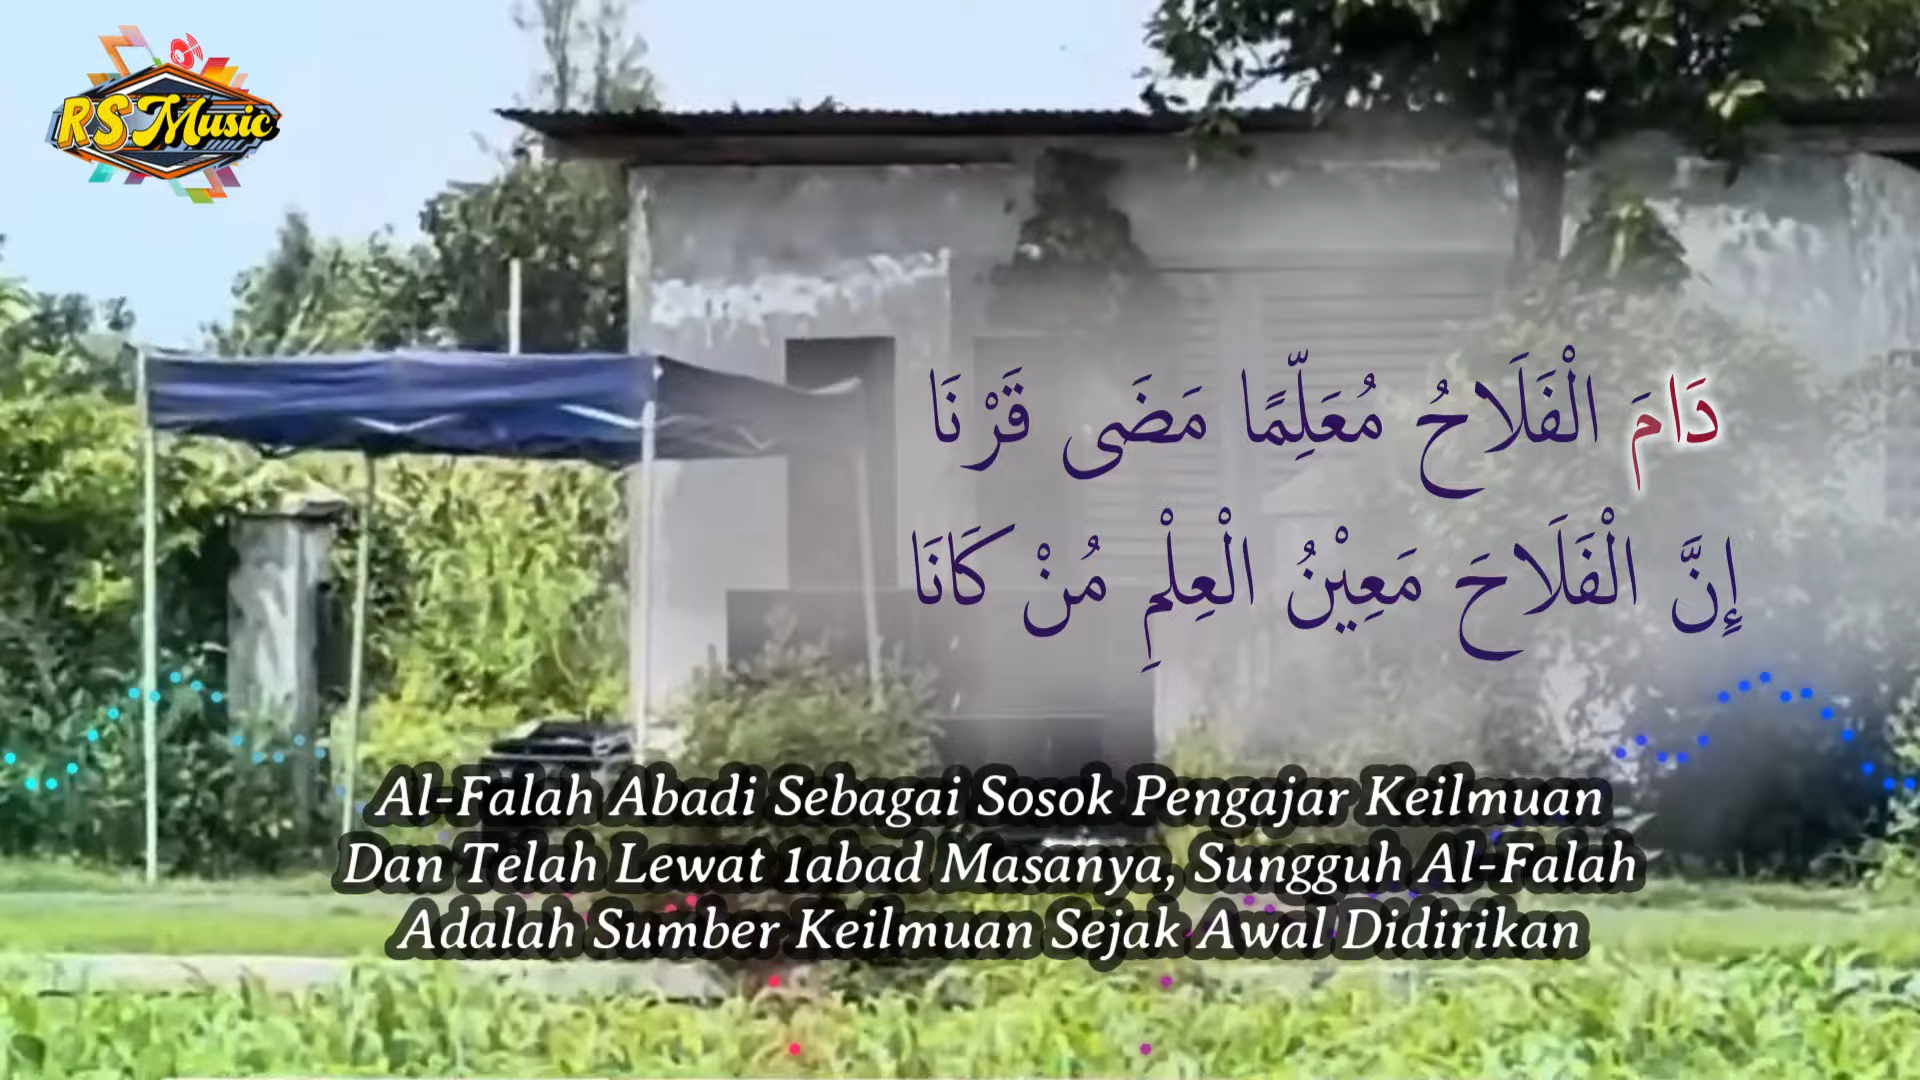 RS Music
دَامَ الْفَلَاحُ مُعَلِّمًا مَضَى قَرْنَا
إِنَّ الْفَلَاحَ مَعِيْنُ الْعِلْمِ مُنْ كَانَا
Al-Falah Abadi Sebagai Sosok Pengajar Keilmuan
Dan Telah Lewat 1abad Masanya, Sungguh Al-Falah
Adalah Sumber Keilmuan Sejak Awal Didirikan